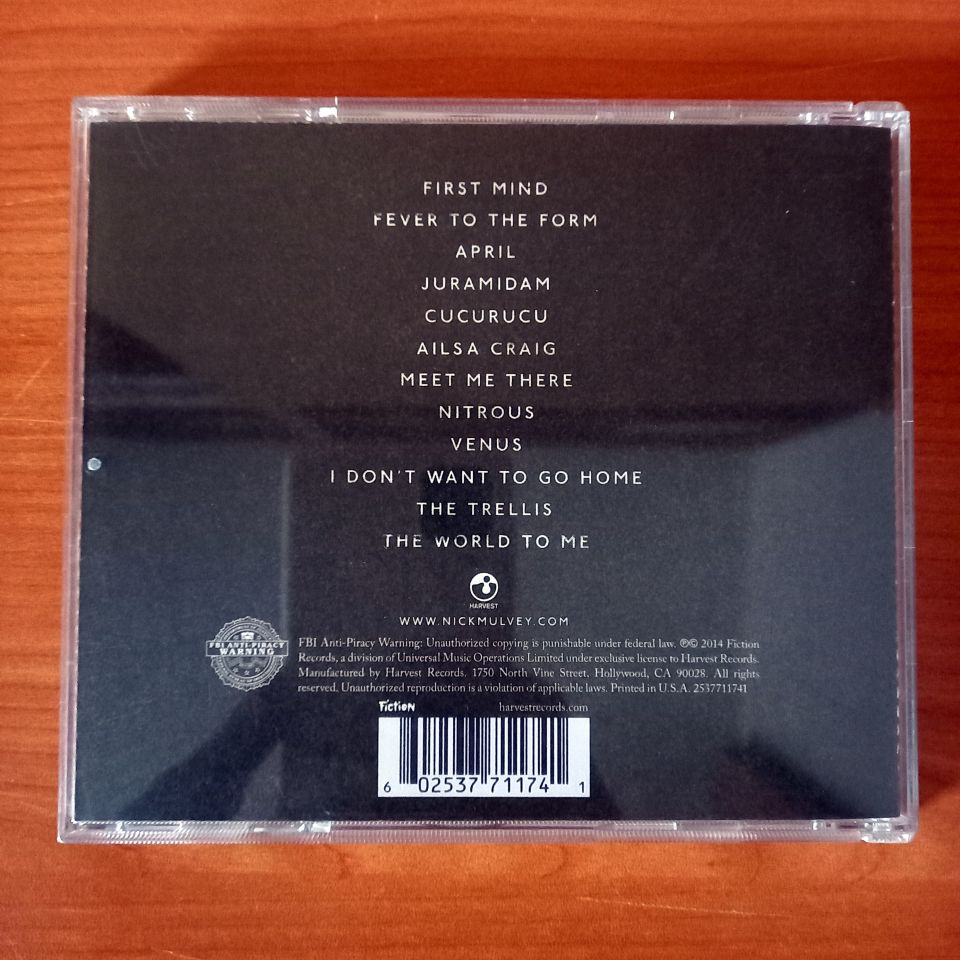 FIRST MIND
FEVER TO THE FORM
APRIL
JURAMIDAM
CUCURUCU
AILSA CRAIG
MEET ME THERE
NITROUS
VENUS
I DON'T WANT TO GO HOME
THE TRELLIS
THE WORLD TO ME
HARVEST
WWW.NICKMULVEY.COM
FBI ANTI-PIRACY
WARNING
FBI Anti-Piracy Warning: Unauthorized copying is punishable under federal law. ℗© 2014 Fiction
Records, a division of Universal Music Operations Limited under exclusive license to Harvest Records.
Manufactured by Harvest Records. 1750 North Vine Street, Hollywood, CA 90028. All rights
reserved. Unauthorized reproduction is a violation of applicable laws. Printed in U.S.A. 2537711741
Fiction harvestrecords.com
6 02537 71174 1